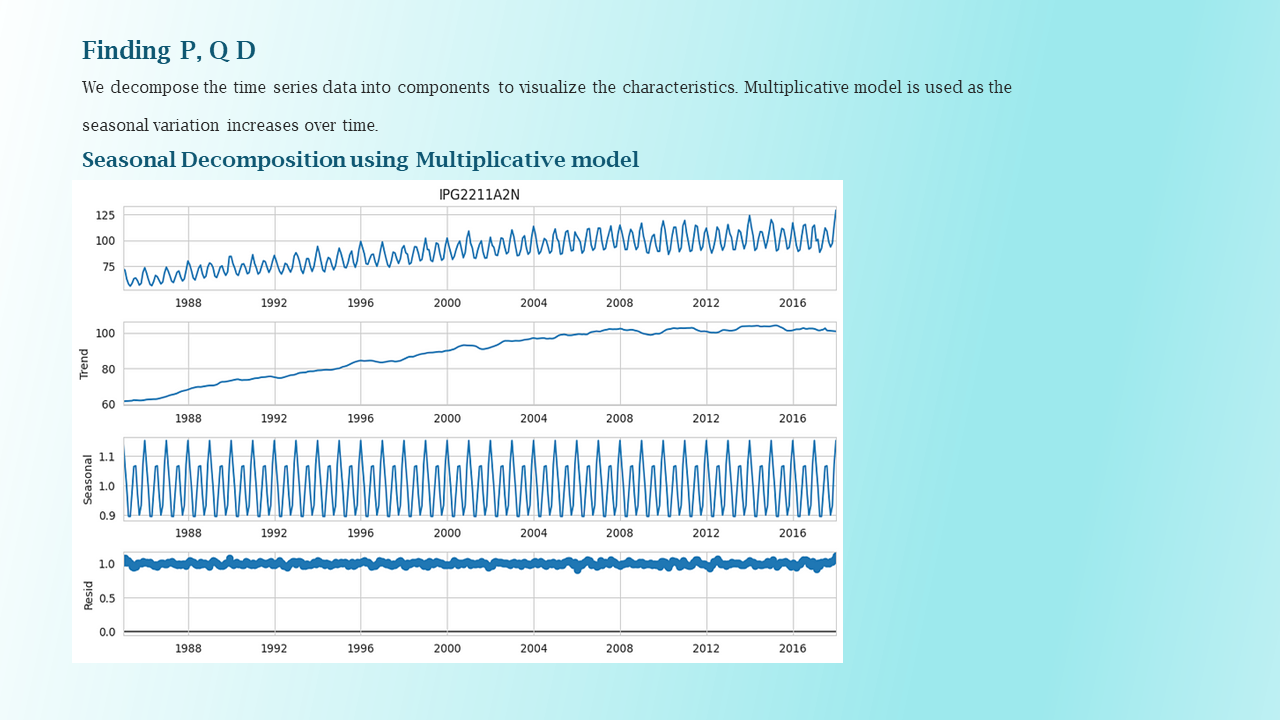 Finding P, Q D
We decompose the time series data into components to visualize the characteristics. Multiplicative model is used as the
seasonal variation increases over time.
Seasonal Decomposition using Multiplicative model
IPG2211A2N
125
100
75
1988 1992 1996 2000 2004 2008 2012 2016
Trend
100
80
60
1988 1992 1996 2000 2004 2008 2012 2016
Seasonal
1.1
1.0
0.9
1988 1992 1996 2000 2004 2008 2012 2016
Resid
1.0
0.5
0.0
1988 1992 1996 2000 2004 2008 2012 2016